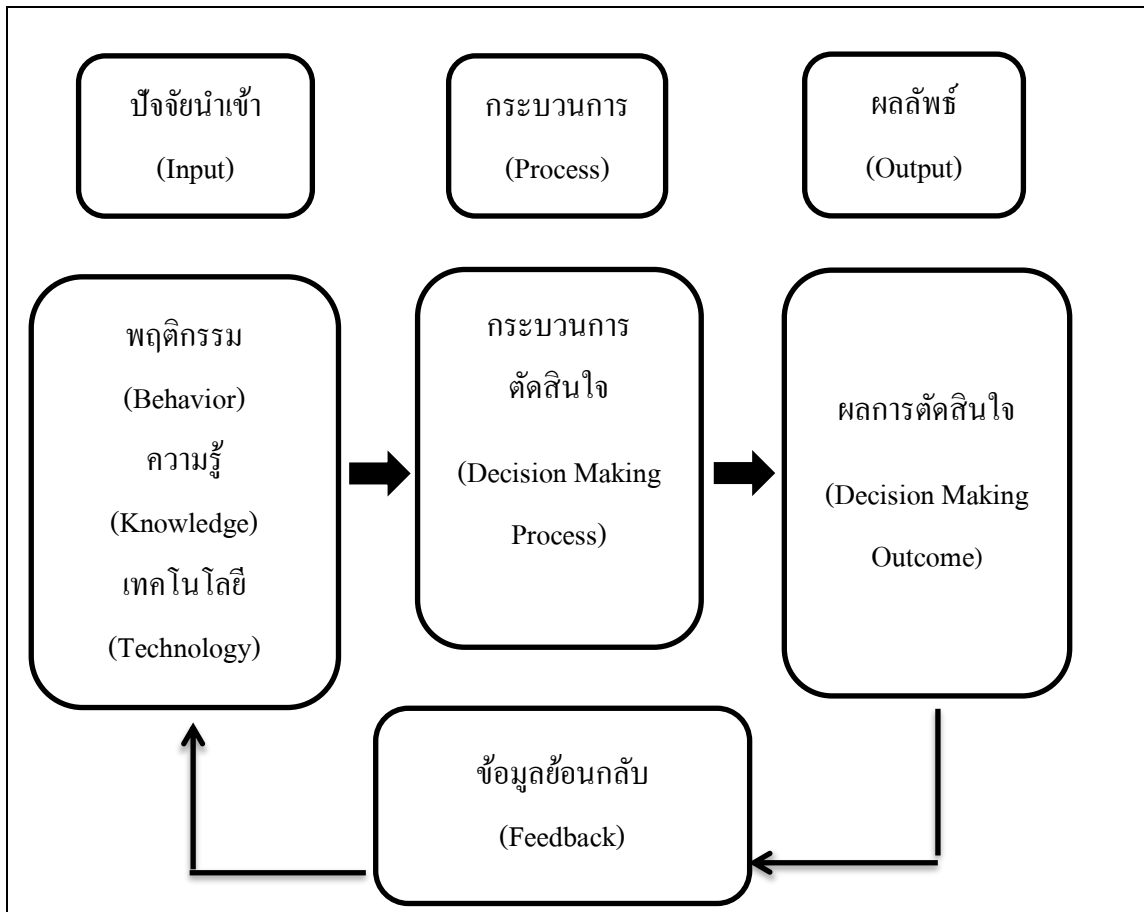 ปัจจัยนำเข้า
(Input)
กระบวนการ
(Process)
ผลลัพธ์
(Output)
พฤติกรรม
(Behavior)
ความรู้
(Knowledge)
เทคโนโลยี
(Technology)
กระบวนการ
ตัดสินใจ
(Decision Making
Process)
ผลการตัดสินใจ
(Decision Making
Outcome)
ข้อมูลย้อนกลับ
(Feedback)